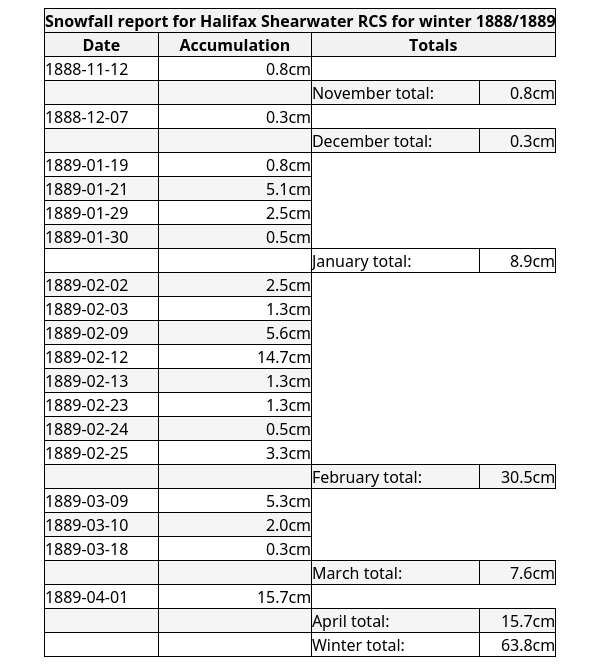 Snowfall report for Halifax Shearwater RCS for winter 1888/1889
Date Accumulation Totals
1888-11-12 0.8cm
November total: 0.8cm
1888-12-07 0.3cm
December total: 0.3cm
1889-01-19 0.8cm
1889-01-21 5.1cm
1889-01-29 2.5cm
1889-01-30 0.5cm
January total: 8.9cm
1889-02-02 2.5cm
1889-02-03 1.3cm
1889-02-09 5.6cm
1889-02-12 14.7cm
1889-02-13 1.3cm
1889-02-23 1.3cm
1889-02-24 0.5cm
1889-02-25 3.3cm
February total: 30.5cm
1889-03-09 5.3cm
1889-03-10 2.0cm
1889-03-18 0.3cm
March total: 7.6cm
1889-04-01 15.7cm
April total: 15.7cm
Winter total: 63.8cm